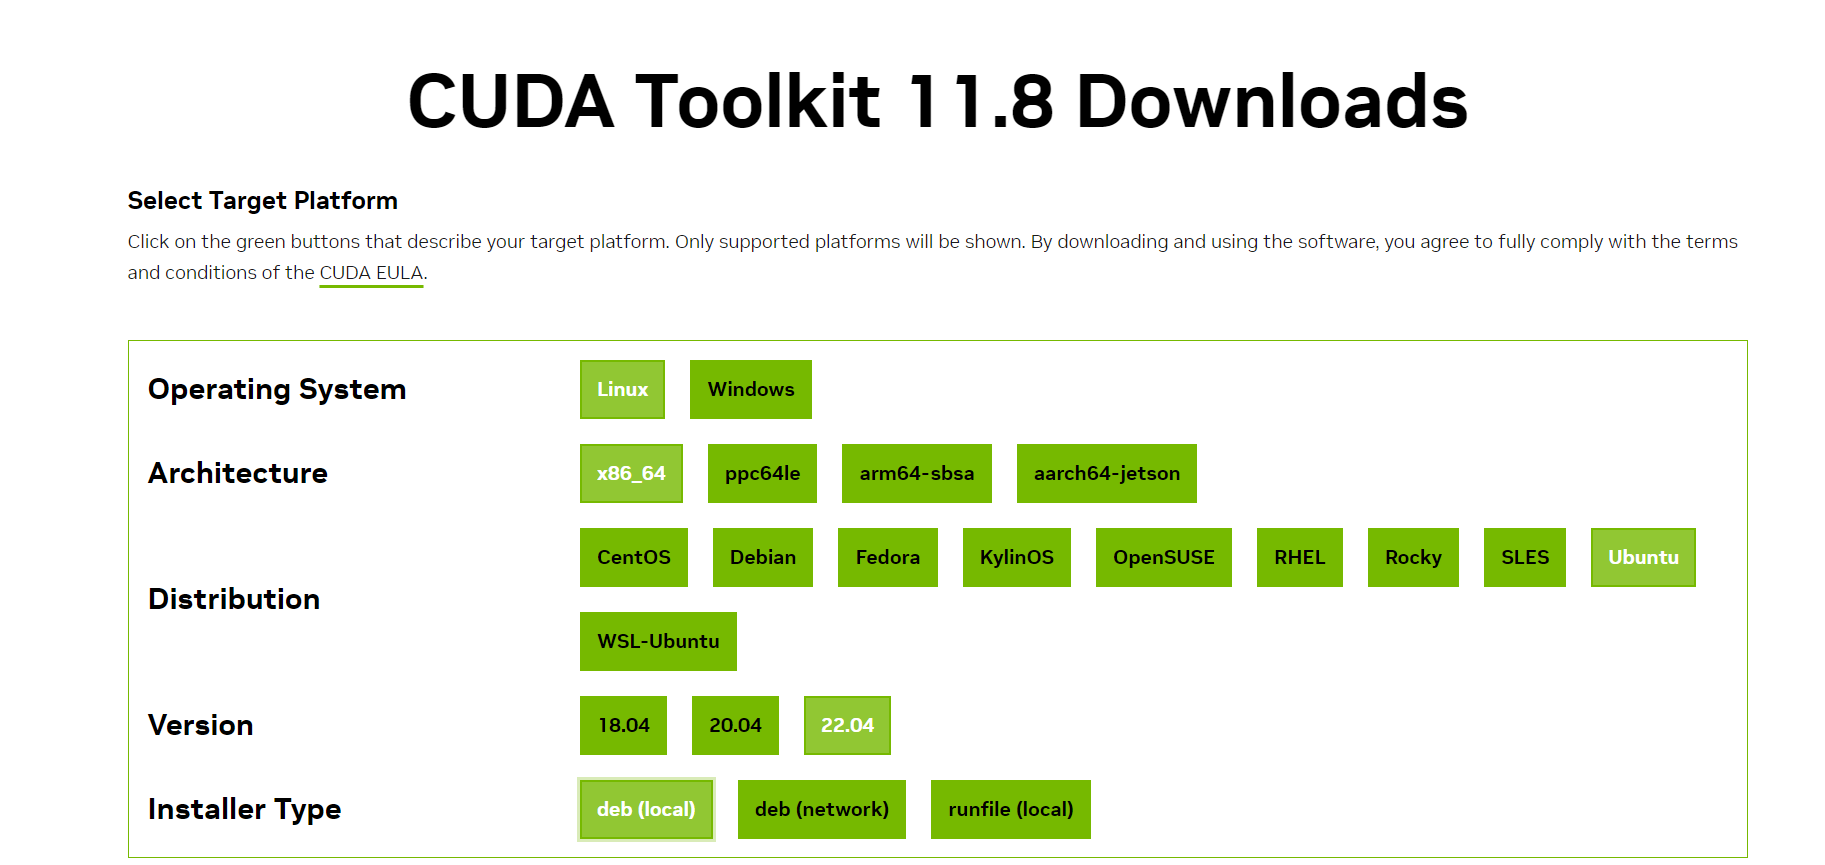 CUDA Toolkit 11.8 Downloads
Select Target Platform
Click on the green buttons that describe your target platform. Only supported platforms will be shown. By downloading and using the software, you agree to fully comply with the terms
and conditions of the CUDA EULA.
Operating System
Linux Windows
Architecture
x86_64 ppc64le arm64-sbsa aarch64-jetson
Distribution
CentOS Debian Fedora KylinOS OpenSUSE RHEL Rocky SLES Ubuntu
WSL-Ubuntu
Version
18.04 20.04 22.04
Installer Type
deb (local) deb (network) runfile (local)